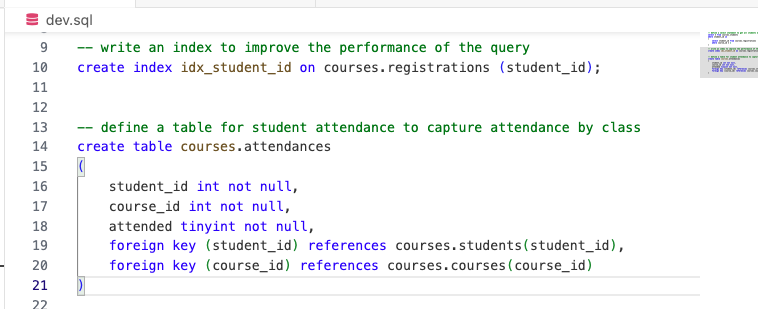 dev.sql
9 -- write an index to improve the performance of the query
10 create index idx_student_id on courses.registrations (student_id);
11
12
13 -- define a table for student attendance to capture attendance by class
14 create table courses.attendances
15 (
16 student_id int not null,
17 course_id int not null,
18 attended tinyint not null,
19 foreign key (student_id) references courses.students(student_id),
20 foreign key (course_id) references courses.courses(course_id)
21 )
22